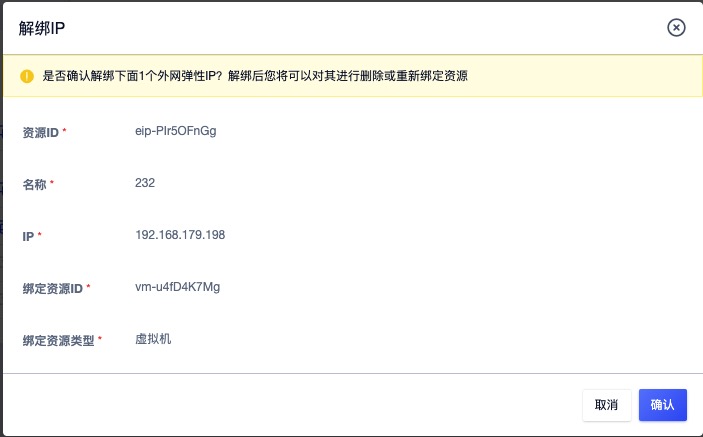 解绑IP
是否确认解绑下面1个外网弹性IP？解绑后您将可以对其进行删除或重新绑定资源
资源ID * eip-PIr5OFnGg
名称 * 232
IP * 192.168.179.198
绑定资源ID * vm-u4fD4K7Mg
绑定资源类型 * 虚拟机
取消 确认